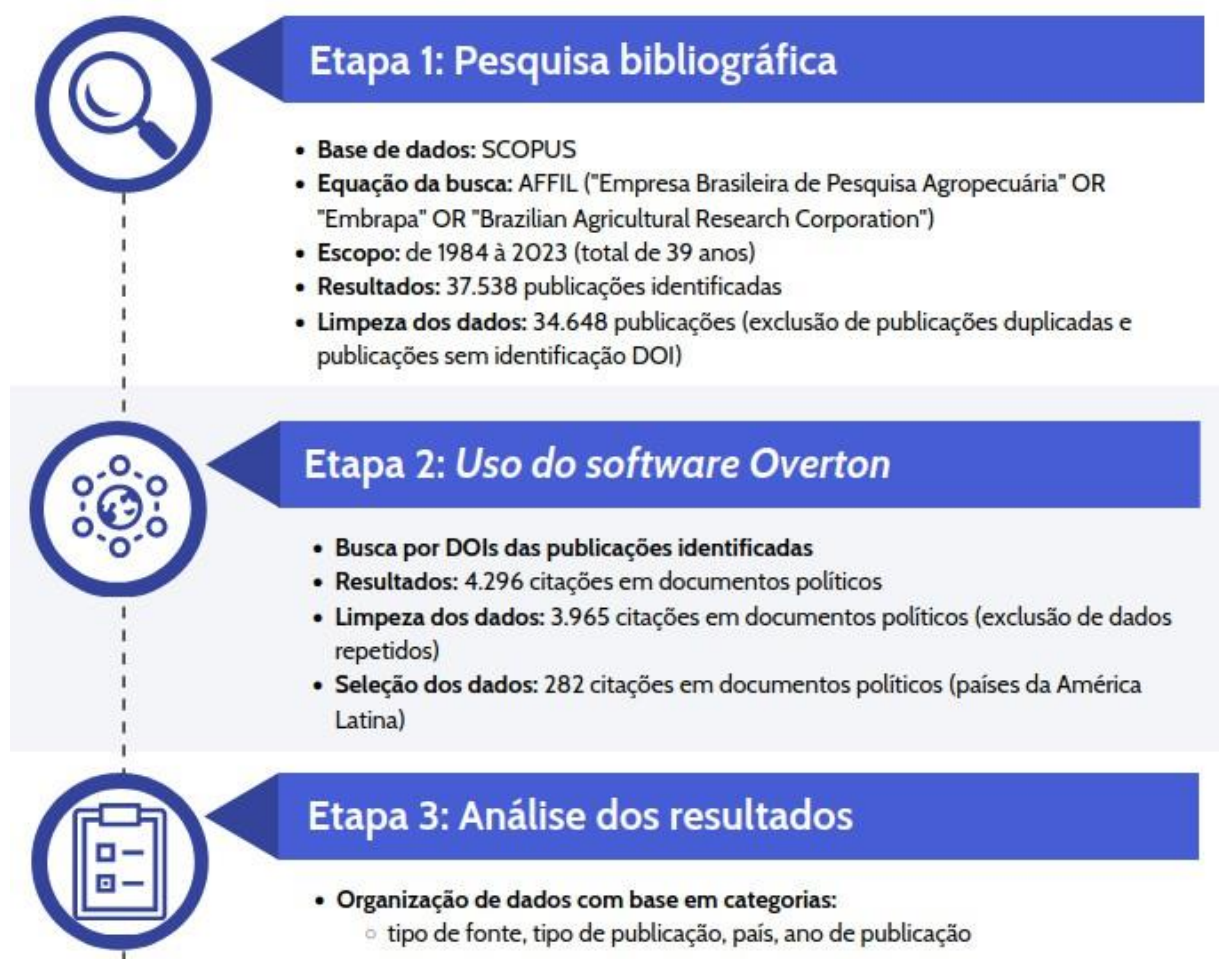 Etapa 1: Pesquisa bibliográfica
• Base de dados: SCOPUS
• Equação da busca: AFFIL ("Empresa Brasileira de Pesquisa Agropecuária" OR
"Embrapa" OR "Brazilian Agricultural Research Corporation")
• Escopo: de 1984 à 2023 (total de 39 anos)
• Resultados: 37.538 publicações identificadas
• Limpeza dos dados: 34.648 publicações (exclusão de publicações duplicadas e
publicações sem identificação DOI)
Etapa 2: Uso do software Overton
• Busca por DOIs das publicações identificadas
• Resultados: 4.296 citações em documentos políticos
• Limpeza dos dados: 3.965 citações em documentos políticos (exclusão de dados
repetidos)
• Seleção dos dados: 282 citações em documentos políticos (países da América
Latina)
Etapa 3: Análise dos resultados
• Organização de dados com base em categorias:
◦ tipo de fonte, tipo de publicação, país, ano de publicação